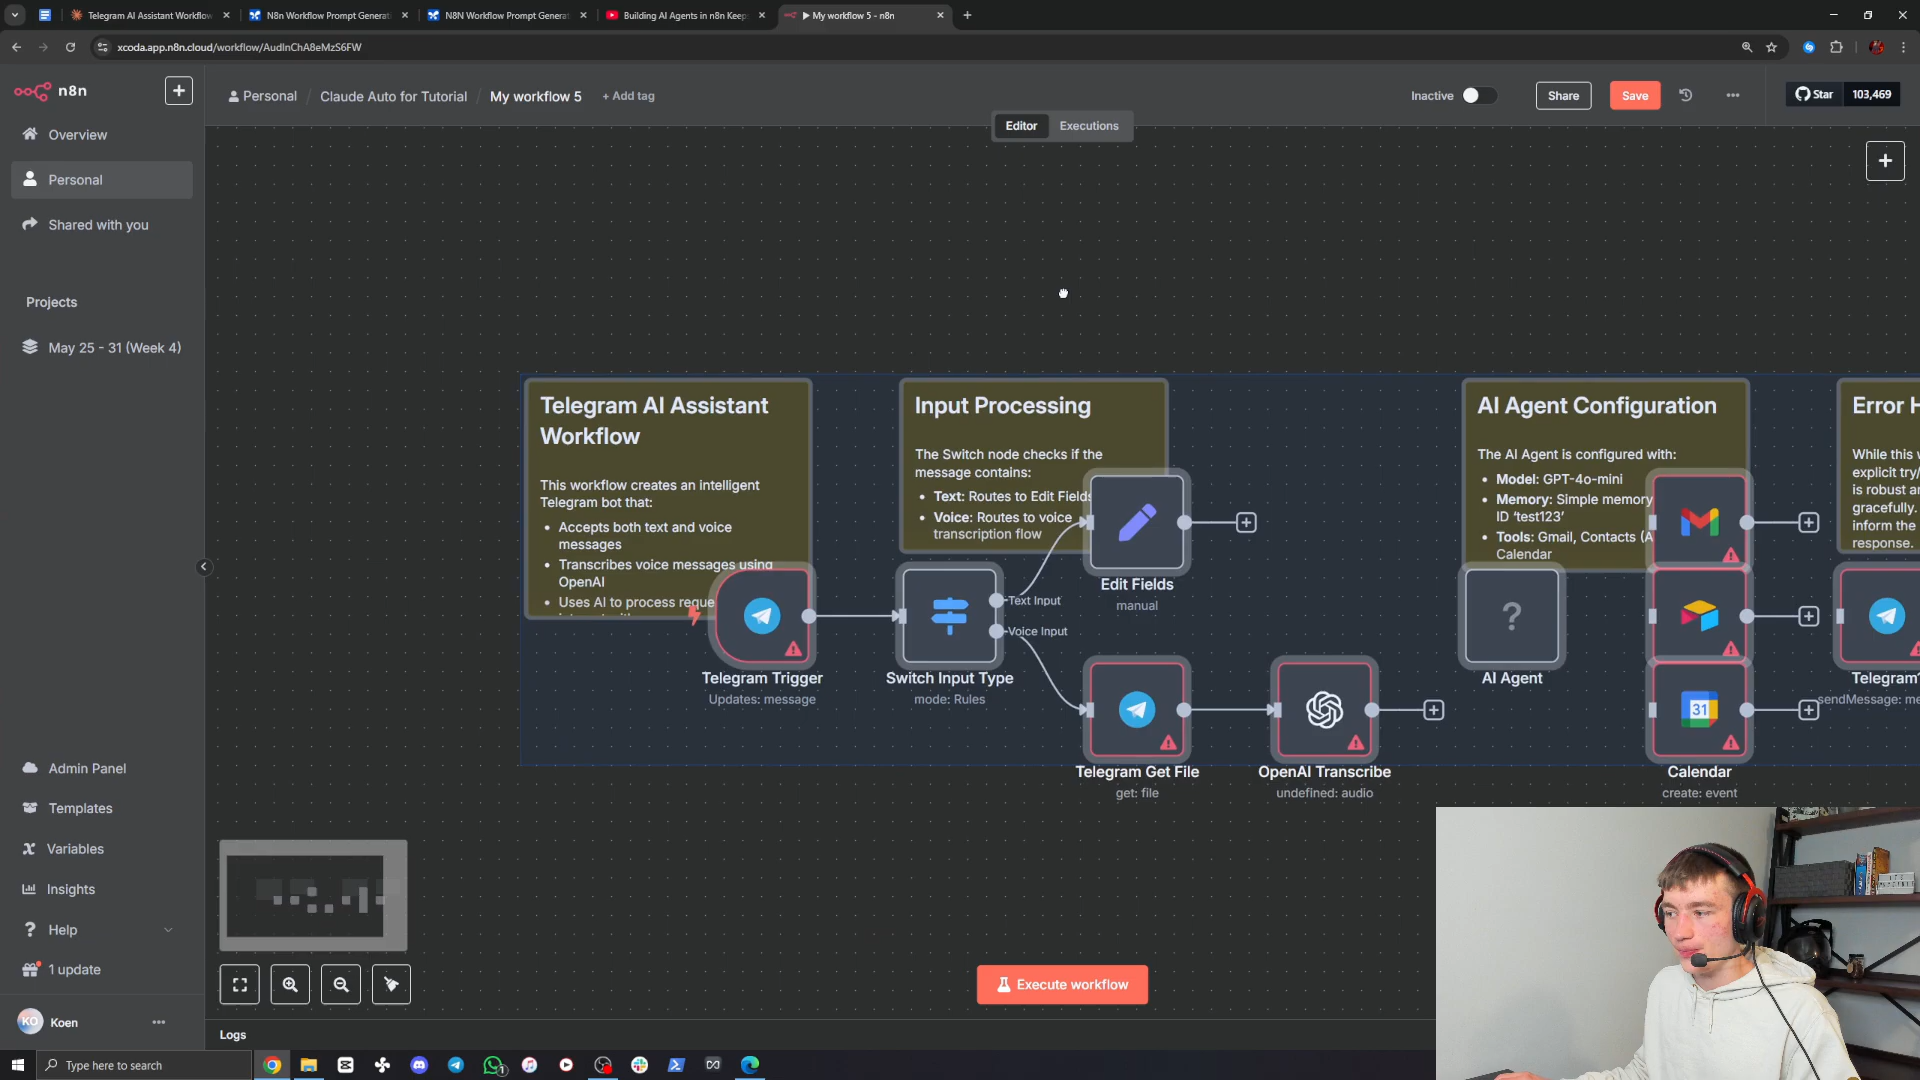 Telegram AI Assistant Workflow
N8n Workflow Prompt Generat
N8N Workflow Prompt Generat
Building AI Agents in n8n Keep
▶ My workflow 5 - n8n
xcoda.app.n8n.cloud/workflow/AudInChA8eMzS6FW
n8n
Personal / Claude Auto for Tutorial / My workflow 5 + Add tag
Inactive
Share
Save
Star 103,469
Editor
Executions
Overview
Personal
Shared with you
Projects
May 25 - 31 (Week 4)
Admin Panel
Templates
Variables
Insights
Help
1 update
KO
Koen
Telegram AI Assistant
Workflow
This workflow creates an intelligent
Telegram bot that:
• Accepts both text and voice
messages
• Transcribes voice messages using
OpenAI
• Uses AI to process reque
Input Processing
The Switch node checks if the
message contains:
• Text: Routes to Edit Fields
• Voice: Routes to voice
transcription flow
AI Agent Configuration
The AI Agent is configured with:
• Model: GPT-4o-mini
• Memory: Simple memory
ID ‘test123’
• Tools: Gmail, Contacts (A
Calendar
Error H
While this w
explicit try/
is robust an
gracefully.
inform the
response.
Telegram Trigger
Updates: message
Switch Input Type
mode: Rules
Text Input
Voice Input
Edit Fields
manual
Telegram Get File
get: file
OpenAI Transcribe
undefined: audio
?
AI Agent
31
Calendar
create: event
Telegram
sendMessage: me
Execute workflow
Logs
Type here to search
1